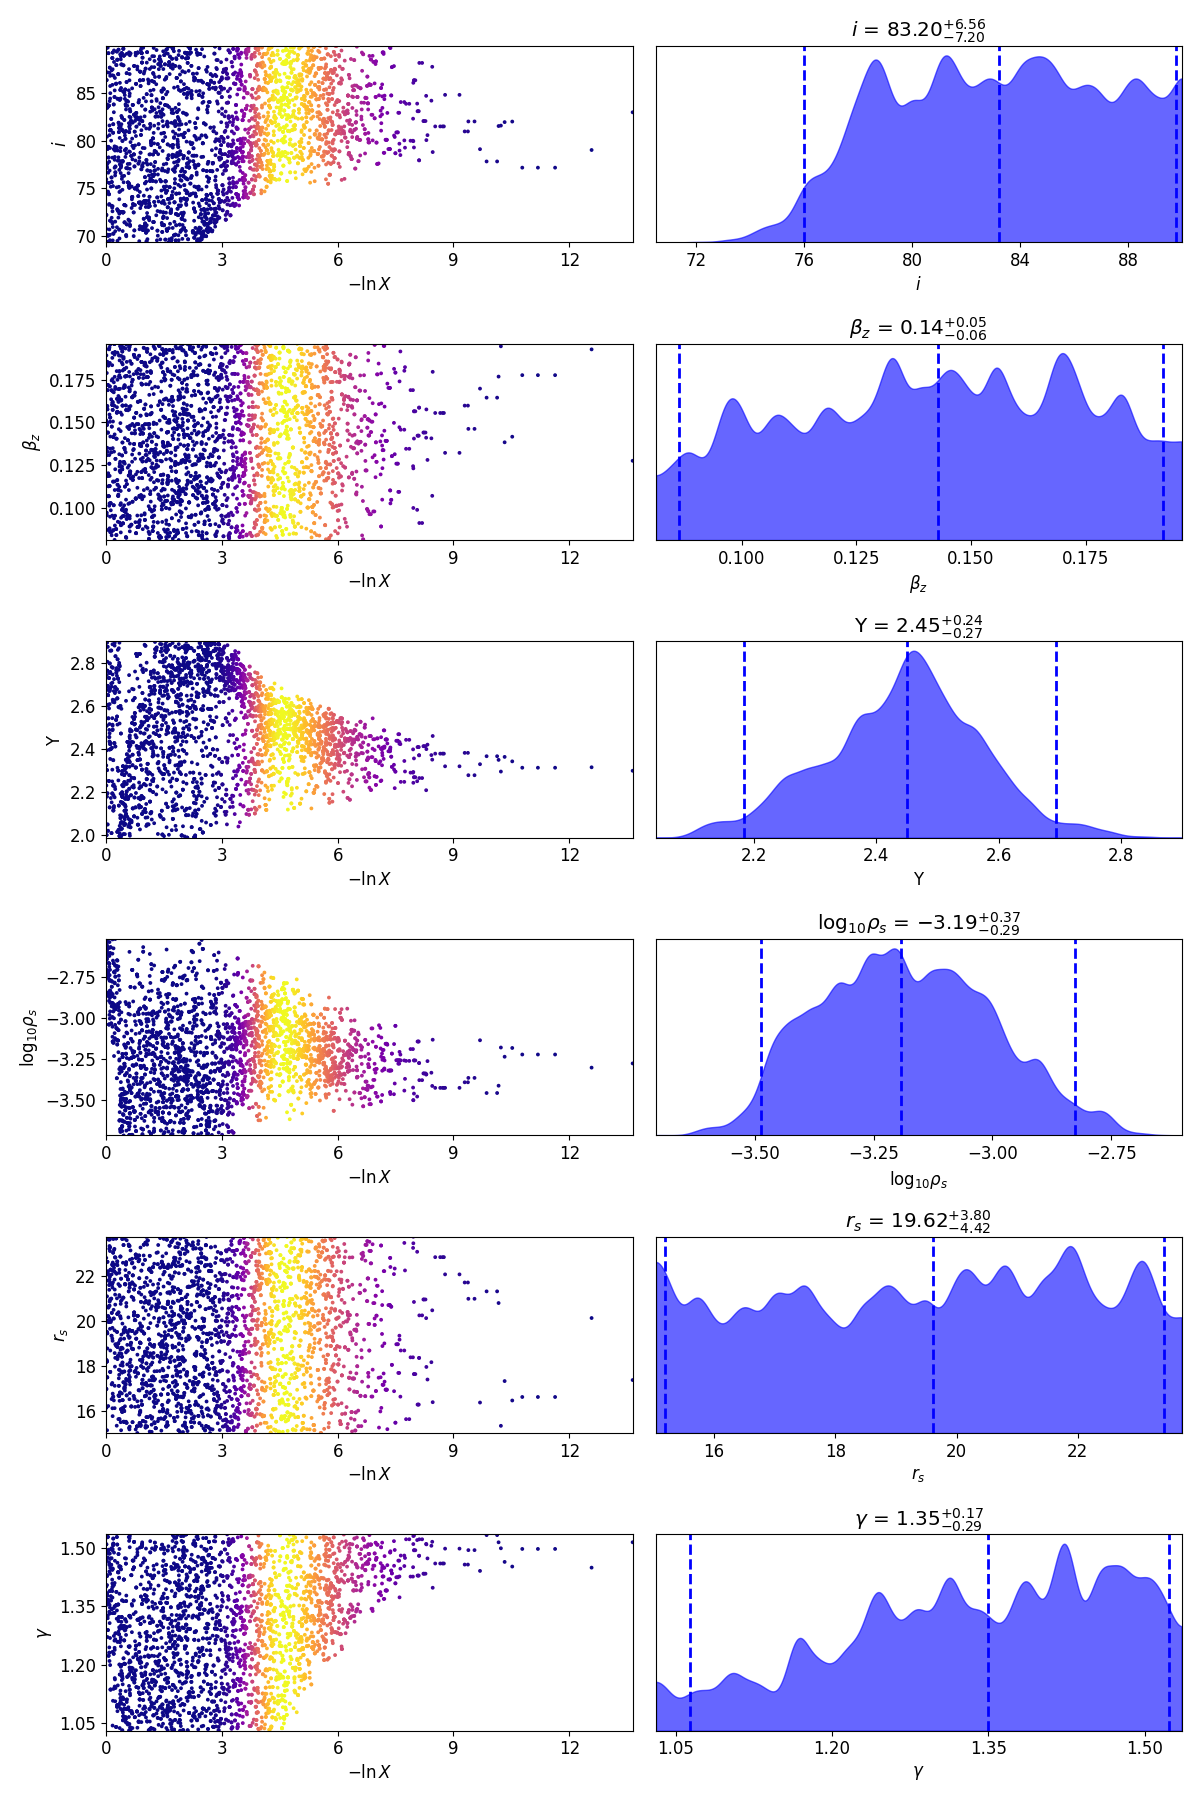 i = 83.20+6.56−7.20
85
80
75
70
i
0 3 6 9 12
−ln X
72 76 80 84 88
i
βz = 0.14+0.05−0.06
0.175
0.150
0.125
0.100
βz
0 3 6 9 12
−ln X
0.100 0.125 0.150 0.175
βz
Y = 2.45+0.24−0.27
2.8
2.6
2.4
2.2
2.0
Y
0 3 6 9 12
−ln X
2.2 2.4 2.6 2.8
Y
log10ρs = −3.19+0.37−0.29
−2.75
−3.00
−3.25
−3.50
log10ρs
0 3 6 9 12
−ln X
−3.50 −3.25 −3.00 −2.75
log10ρs
rs = 19.62+3.80−4.42
22
20
18
16
rs
0 3 6 9 12
−ln X
16 18 20 22
rs
γ = 1.35+0.17−0.29
1.50
1.35
1.20
1.05
γ
0 3 6 9 12
−ln X
1.05 1.20 1.35 1.50
γ